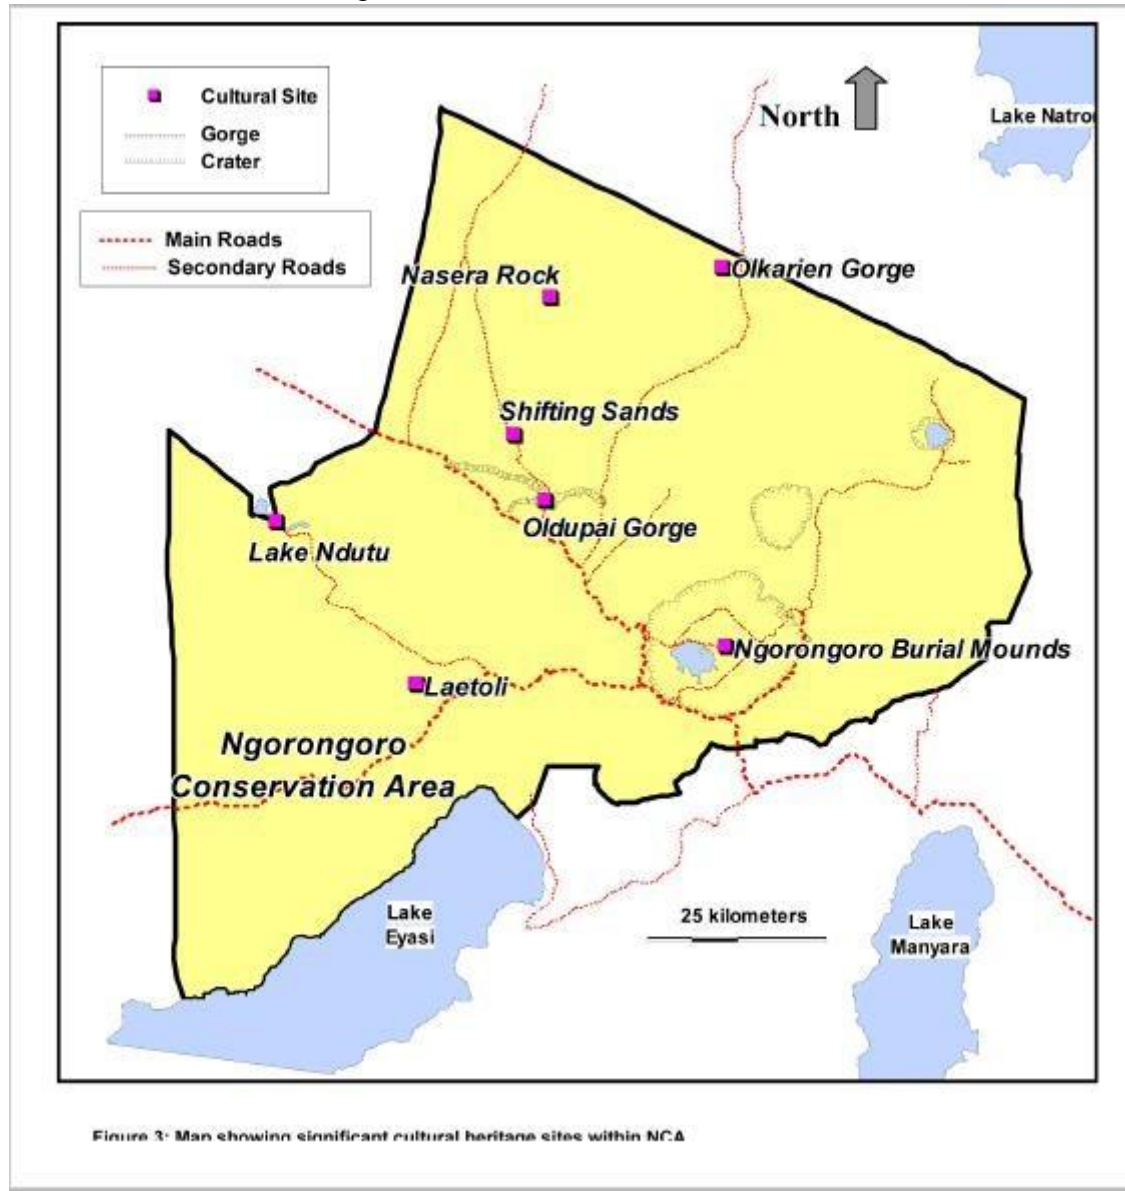 Cultural Site
Gorge
Crater
Main Roads
Secondary Roads
North
Lake Natro
Nasera Rock
Olkarien Gorge
Shifting Sands
Oldupai Gorge
Lake Ndutu
Ngorongoro Burial Mounds
Laetoli
Ngorongoro
Conservation Area
Lake
Eyasi
25 kilometers
Lake
Manyara
Figure 3: Map showing significant cultural heritage sites within NCA